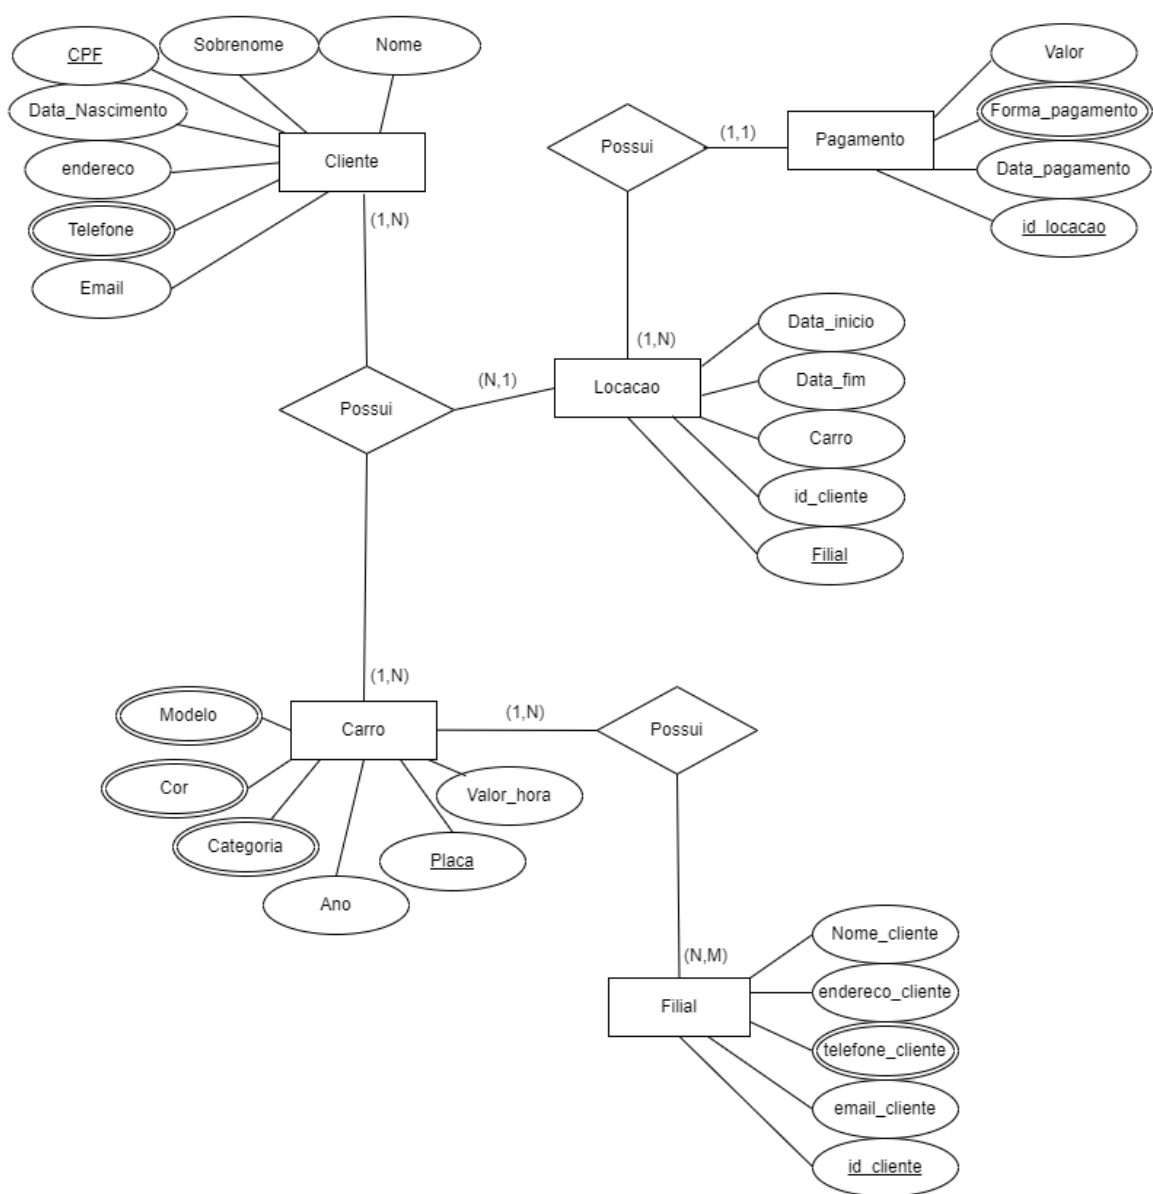 CPF
Sobrenome
Nome
Data_Nascimento
Cliente
endereco
Telefone
Email
(1,N)
Possui
(1,1)
Pagamento
Valor
Forma_pagamento
Data_pagamento
id_locacao
(1,N)
Locacao
Data_inicio
Data_fim
Carro
id_cliente
Filial
(N,1)
Possui
(1,N)
Modelo
Carro
Cor
Categoria
Ano
Placa
Valor_hora
(1,N)
Possui
(N,M)
Filial
Nome_cliente
endereco_cliente
telefone_cliente
email_cliente
id_cliente